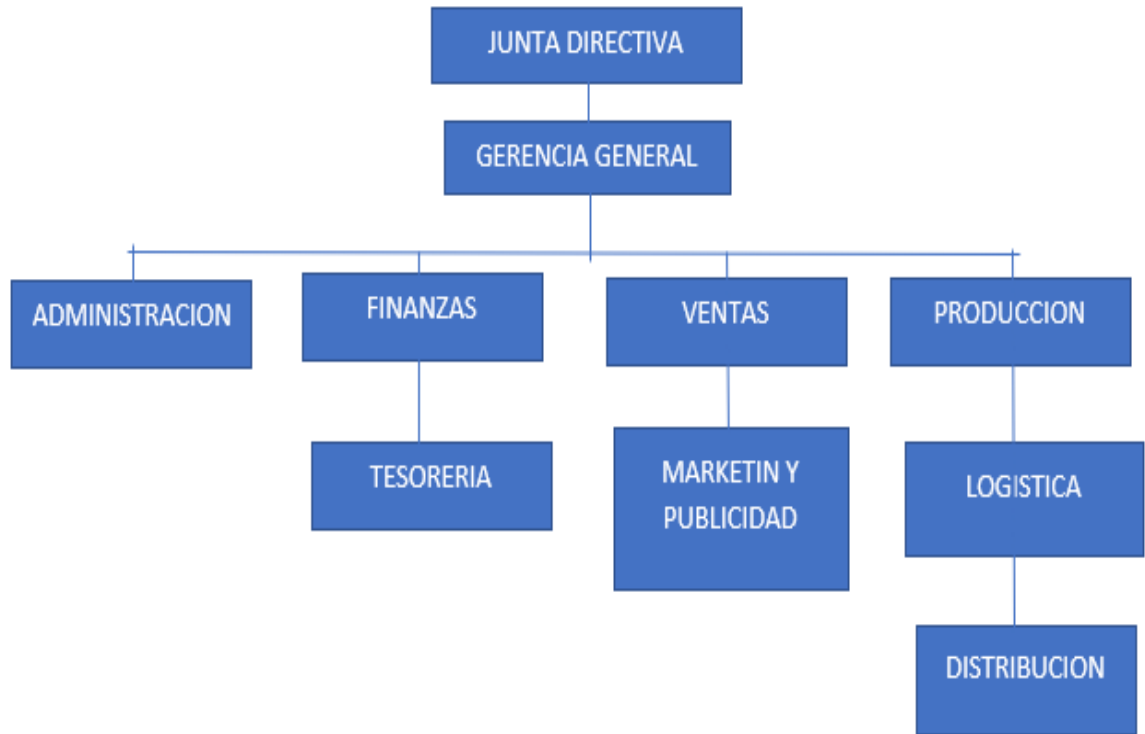 JUNTA DIRECTIVA
GERENCIA GENERAL
ADMINISTRACION
FINANZAS
VENTAS
PRODUCCION
TESORERIA
MARKETIN Y
PUBLICIDAD
LOGISTICA
DISTRIBUCION